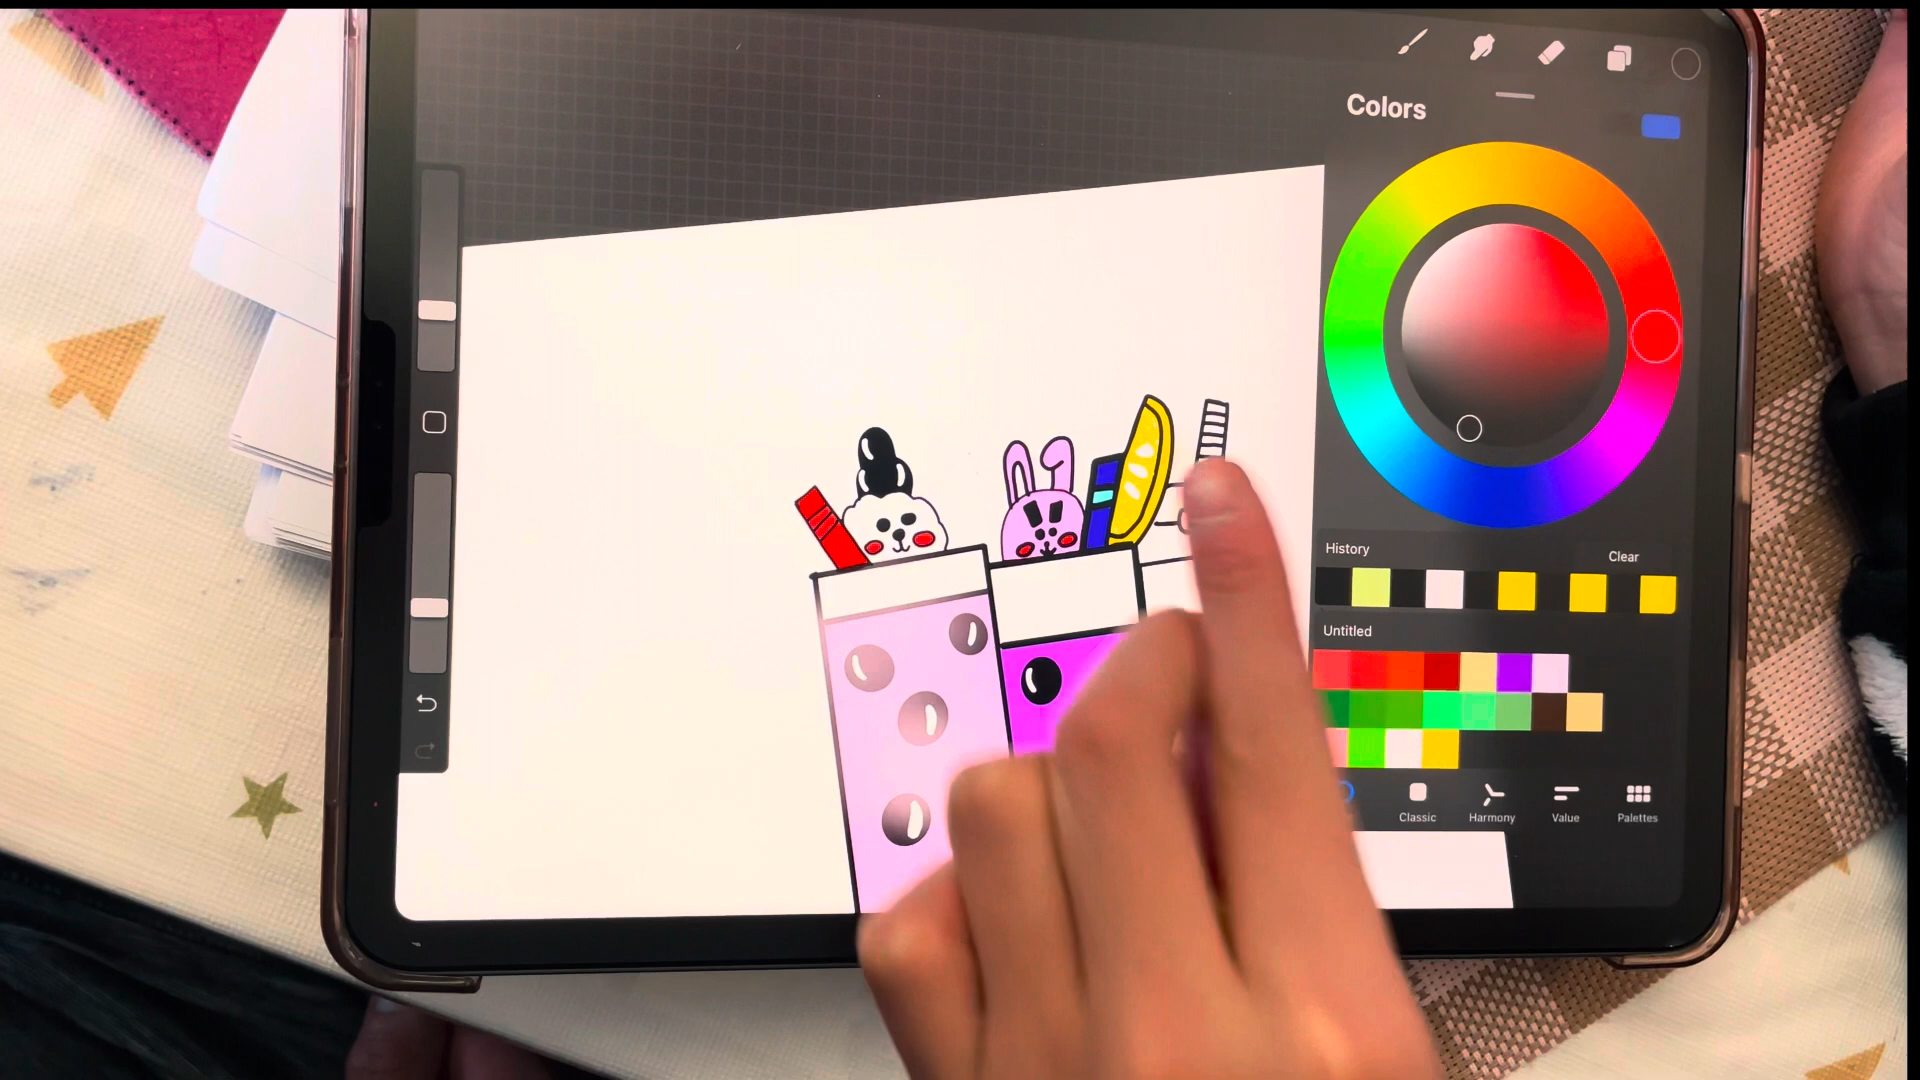 Colors
History
Clear
Untitled
Classic
Harmony
Value
Palettes